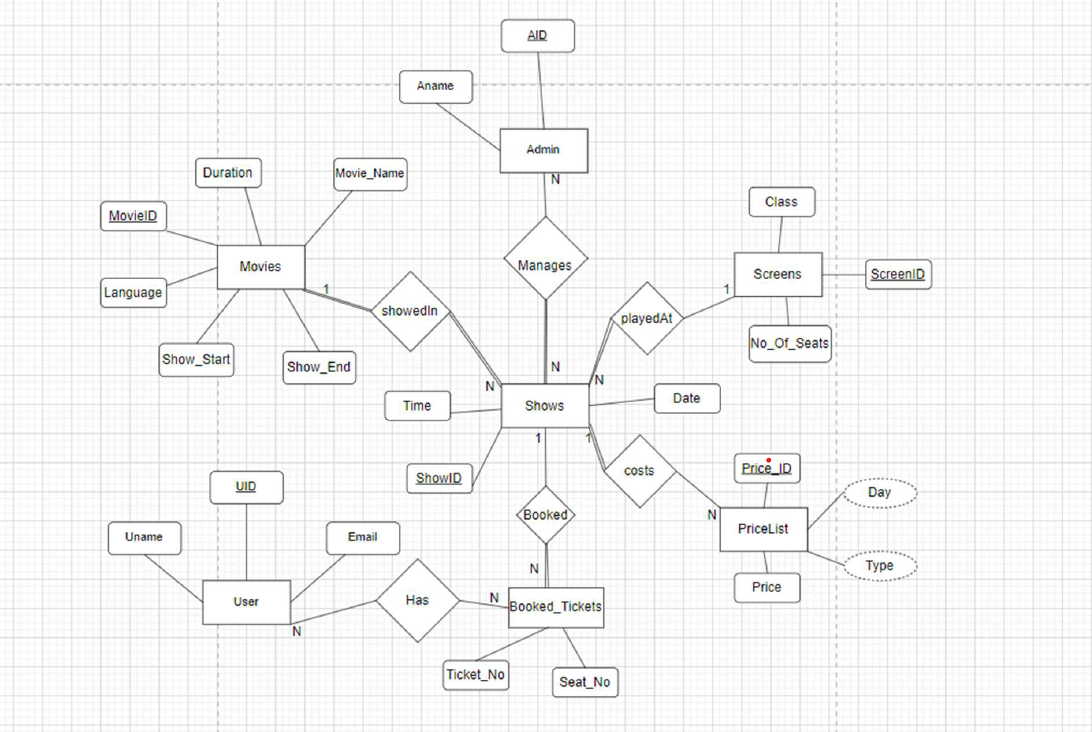 AID
Aname
Admin
N
Duration
Movie_Name
MovieID
Movies
Language
1
showedIn
Show_Start
Show_End
Manages
Class
Screens
ScreenID
1
playedAt
No_Of_Seats
N
N
N
Time
Shows
Date
ShowID
1
1
costs
Price_ID
Day
N
PriceList
Type
Price
UID
Uname
Email
User
N
Booked
N
Has
N
Booked_Tickets
Ticket_No
Seat_No